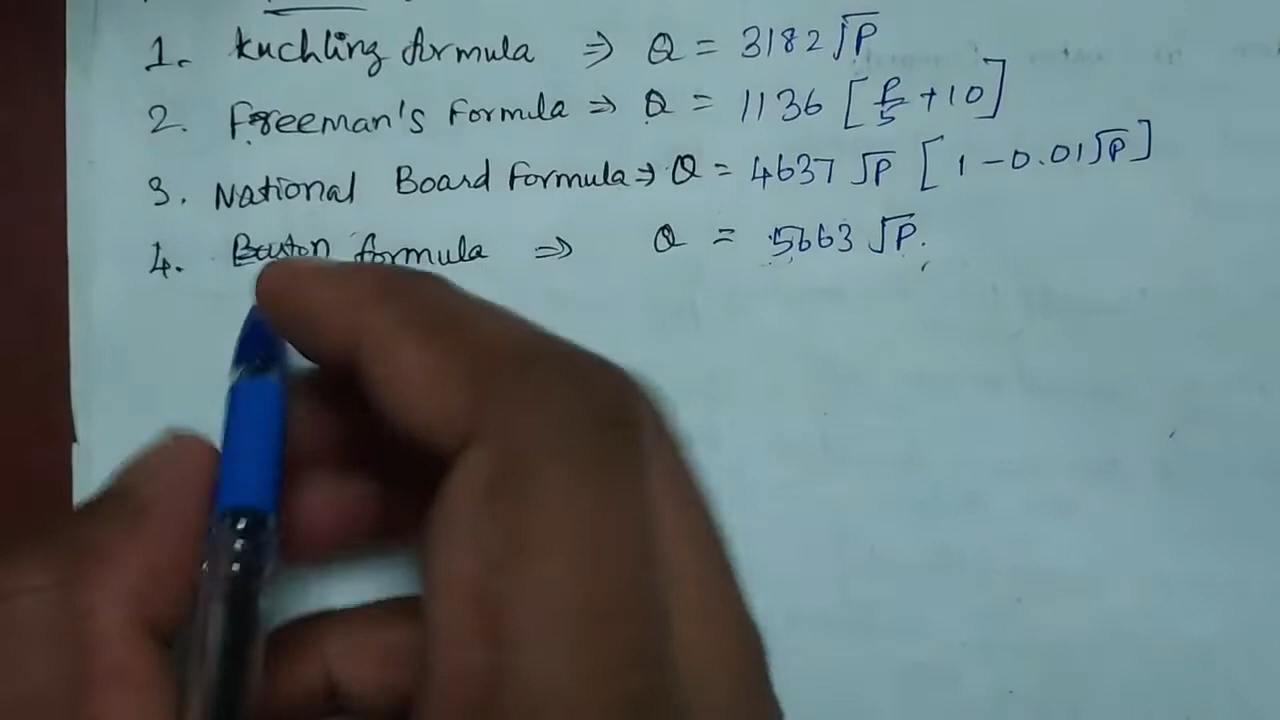 1. Kuchling formula ⇒ Q = 3182√P
2. Freeman's Formula ⇒ Q = 1136 [P/5 + 10]
3. National Board Formula ⇒ Q = 4637 √P [1 - 0.01√P]
4. formula ⇒ Q = 5663 √P.